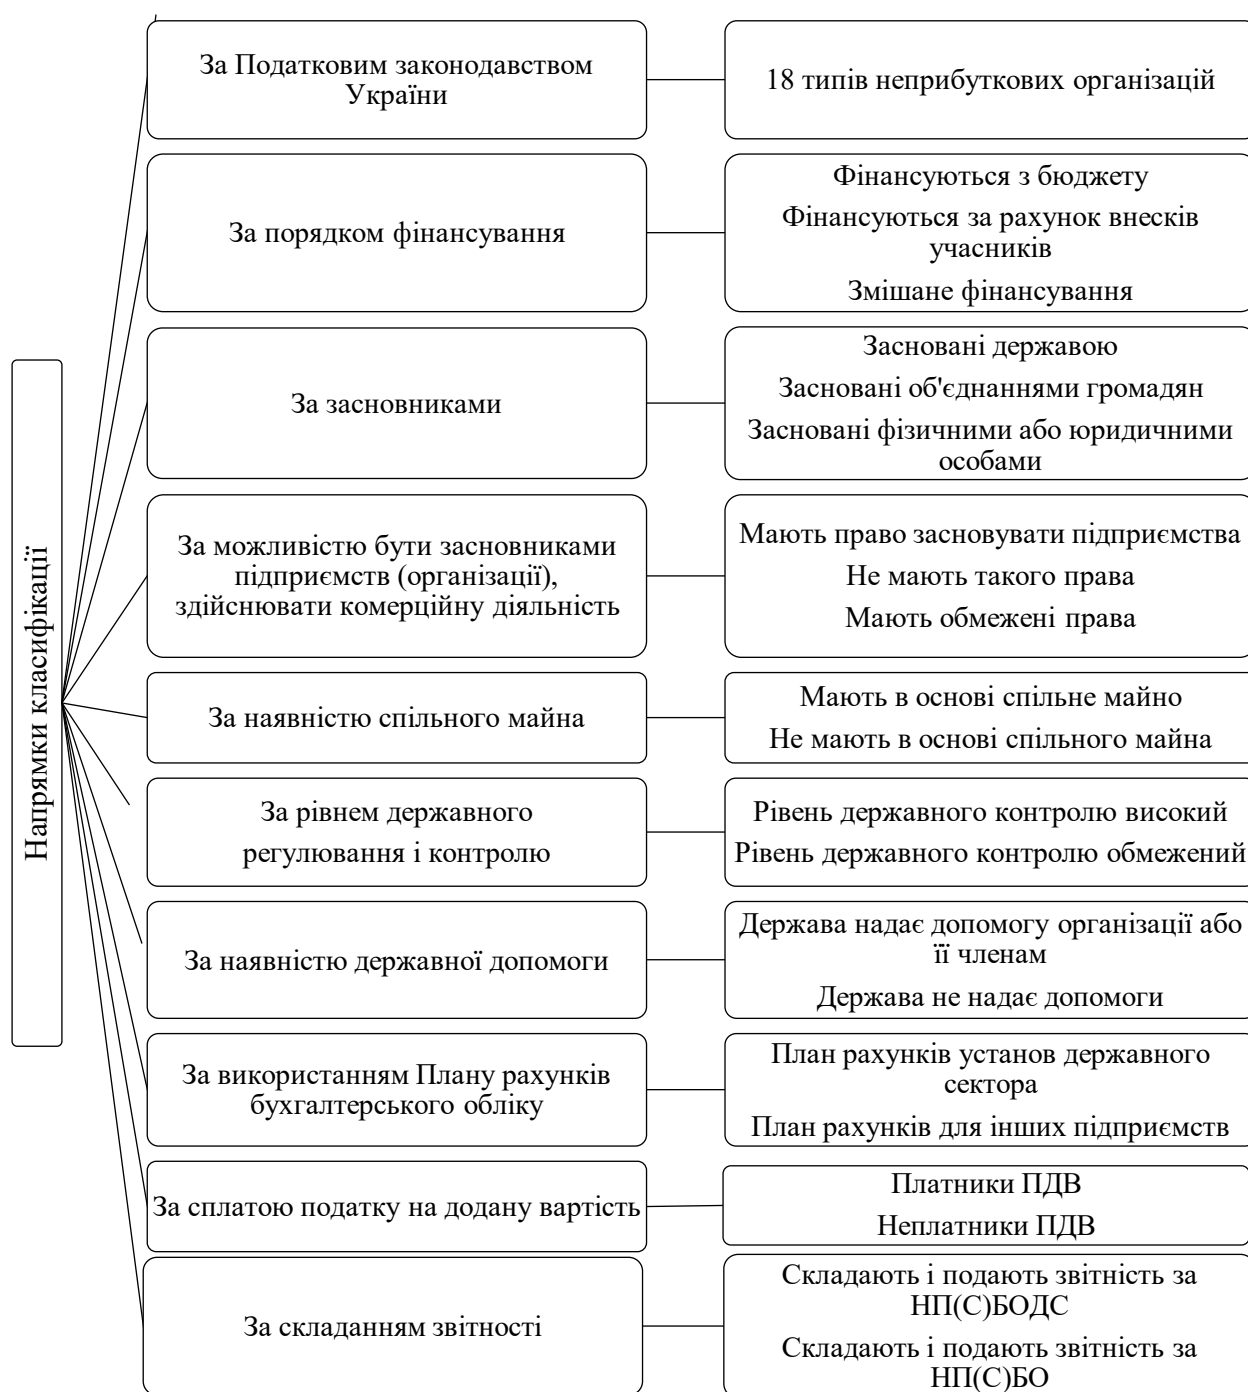 Напрямки класифікації
За Податковим законодавством
України
18 типів неприбуткових організацій
За порядком фінансування
Фінансуються з бюджету
Фінансуються за рахунок внесків
учасників
Змішане фінансування
За засновниками
Засновані державою
Засновані об'єднаннями громадян
Засновані фізичними або юридичними
особами
За можливістю бути засновниками
підприємств (організації),
здійснювати комерційну діяльність
Мають право засновувати підприємства
Не мають такого права
Мають обмежені права
За наявністю спільного майна
Мають в основі спільне майно
Не мають в основі спільного майна
За рівнем державного
регулювання і контролю
Рівень державного контролю високий
Рівень державного контролю обмежений
За наявністю державної допомоги
Держава надає допомогу організації або
її членам
Держава не надає допомоги
За використанням Плану рахунків
бухгалтерського обліку
План рахунків установ державного
сектора
План рахунків для інших підприємств
За сплатою податку на додану вартість
Платники ПДВ
Неплатники ПДВ
За складанням звітності
Складають і подають звітність за
НП(С)БОДС
Складають і подають звітність за
НП(С)БО